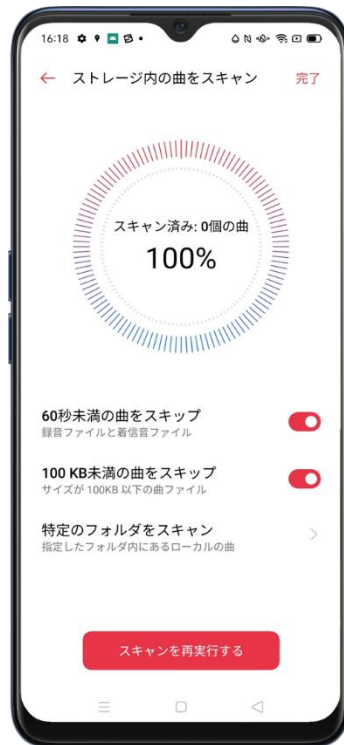 16:18
ストレージ内の曲をスキャン
完了
スキャン済み: 0個の曲
100%
60秒未満の曲をスキップ
録音ファイルと着信音ファイル
100 KB未満の曲をスキップ
サイズが 100KB 以下の曲ファイル
特定のフォルダをスキャン
指定したフォルダ内にあるローカルの曲
スキャンを再実行する